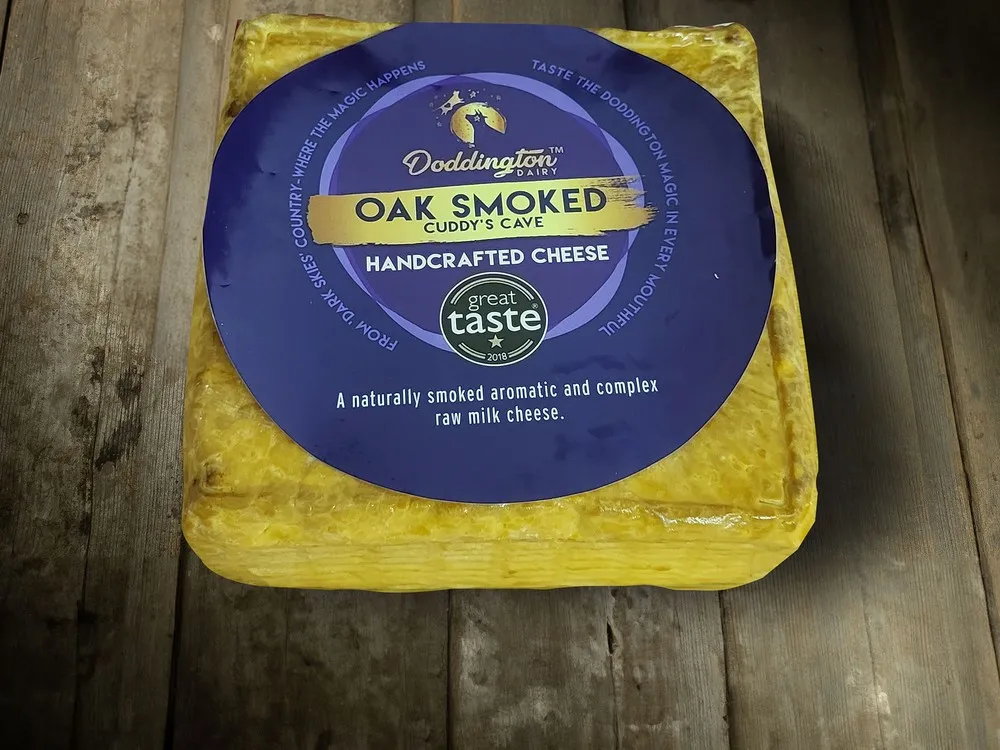 FROM 'DARK SKIES' COUNTRY-WHERE THE MAGIC HAPPENS
TASTE THE DODDINGTON MAGIC IN EVERY MOUTHFUL
Doddington™
DAIRY
OAK SMOKED
CUDDY'S CAVE
HANDCRAFTED CHEESE
great
taste®
2018
A naturally smoked aromatic and complex
raw milk cheese.